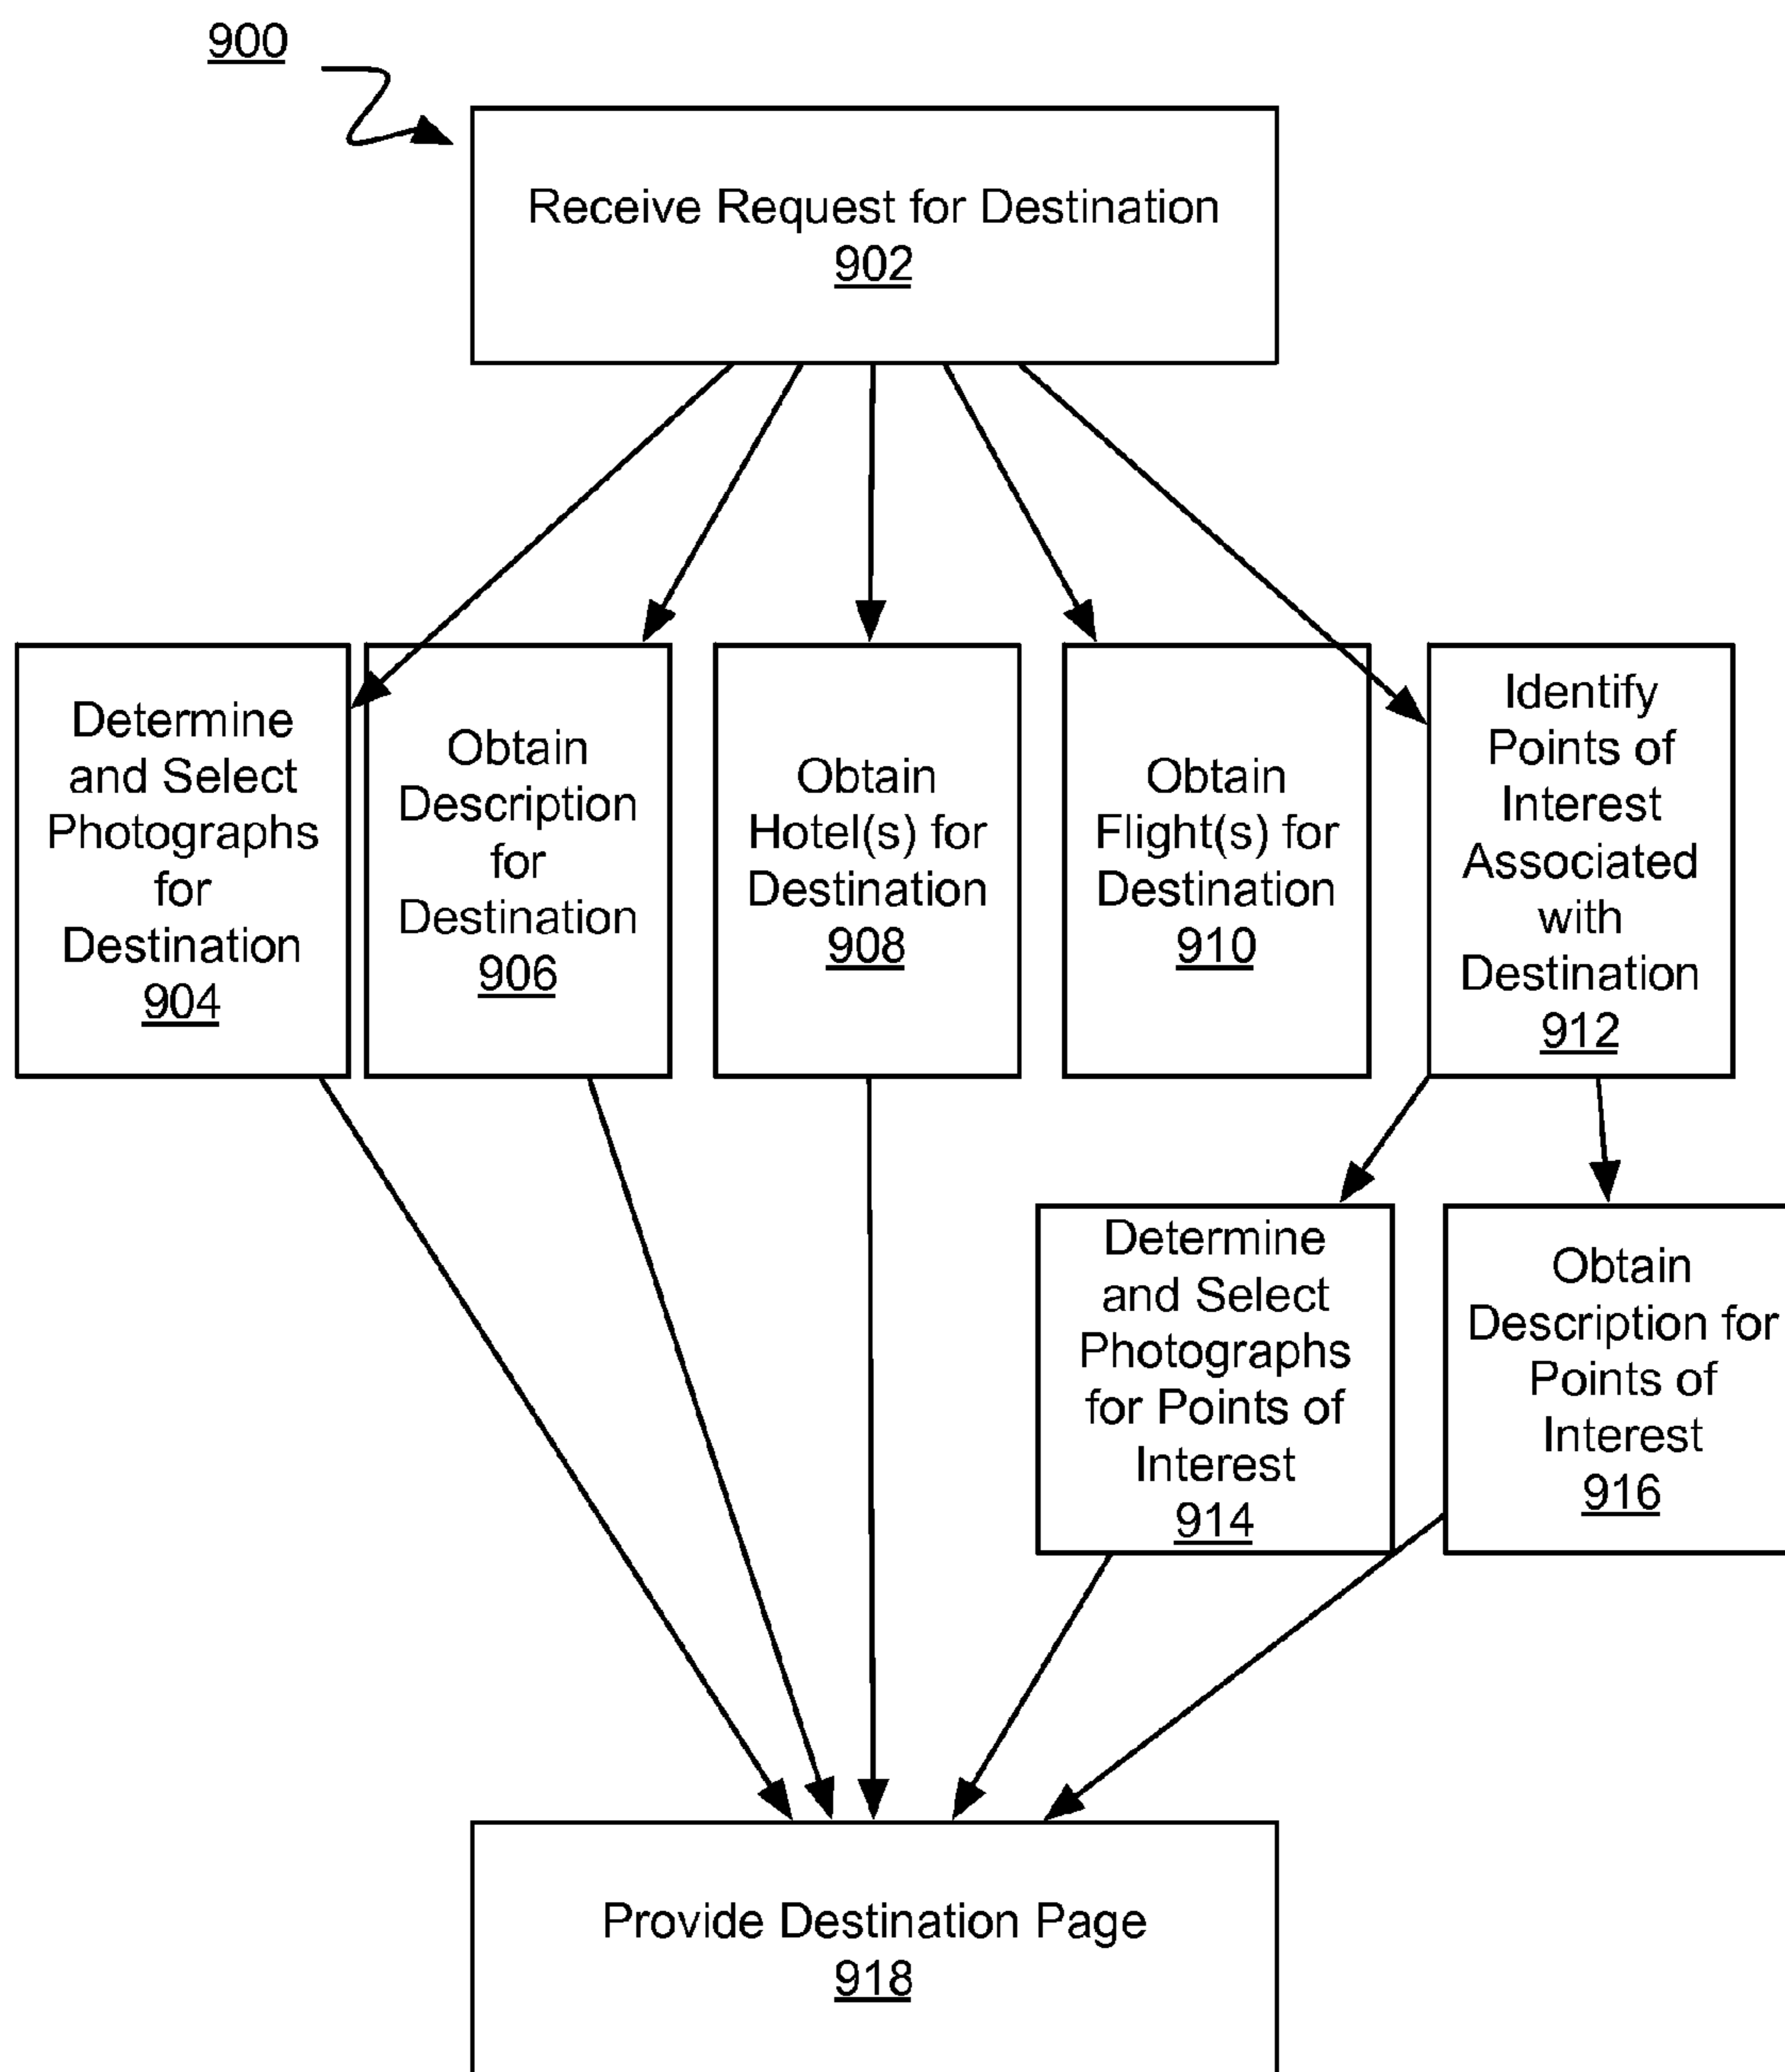 900
Receive Request for Destination
902
Determine
and Select
Photographs
for
Destination
904
Obtain
Description
for
Destination
906
Obtain
Hotel(s) for
Destination
908
Obtain
Flight(s) for
Destination
910
Identify
Points of
Interest
Associated
with
Destination
912
Determine
and Select
Photographs
for Points of
Interest
914
Obtain
Description for
Points of
Interest
916
Provide Destination Page
918